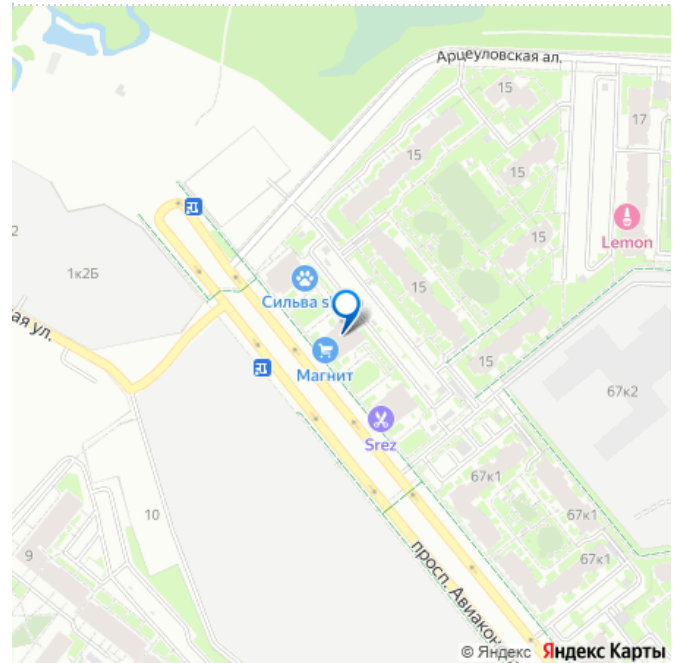 Арцеуловская ал.
15
17
15
15
2
15
Lemon
1к2Б
15
Сильва s
ая ул.
Магнит
15
67к2
Srez
67к1
10
67к1
9
67к1
просп. Авиакон
© Яндекс Яндекс Карты